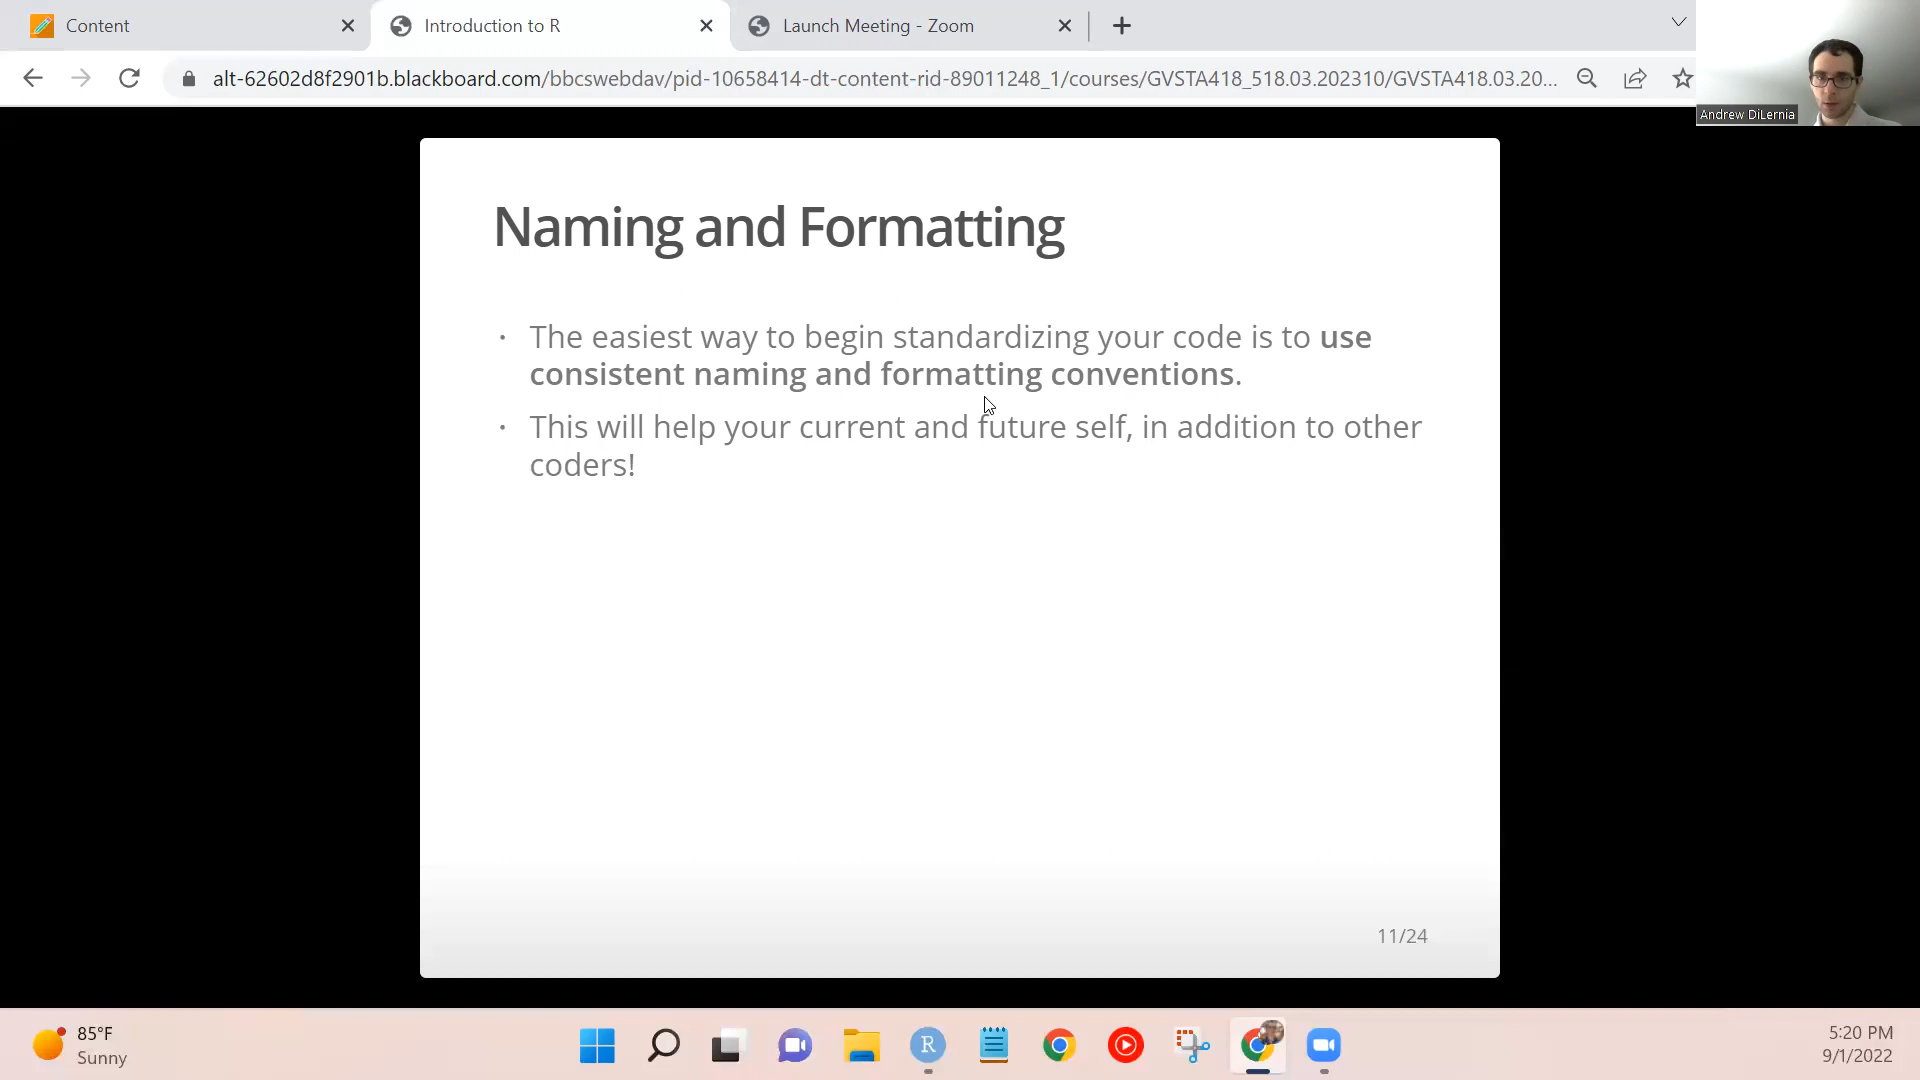 Content
Introduction to R
Launch Meeting - Zoom
alt-62602d8f2901b.blackboard.com/bbcswebdav/pid-10658414-dt-content-rid-89011248_1/courses/GVSTA418_518.03.202310/GVSTA418.03.20...
Andrew DiLernia
Naming and Formatting
• The easiest way to begin standardizing your code is to use
consistent naming and formatting conventions.
• This will help your current and future self, in addition to other
coders!
11/24
85°F
Sunny
R
5:20 PM
9/1/2022